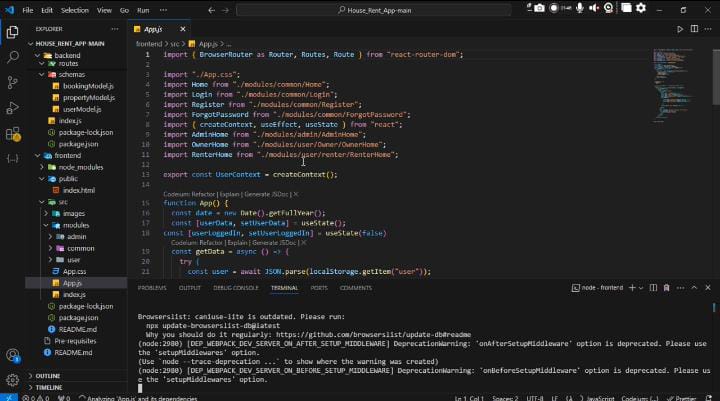 File Edit Selection View Go Run ...
House_Rent_App-main
EXPLORER
HOUSE_RENT_APP-MAIN
backend
routes
schemas
bookingModel.js
propertyModel.js
userModel.js
index.js
package-lock.json
package.json
frontend
node_modules
public
index.html
src
images
modules
admin
common
user
App.css
App.js
index.js
package-lock.json
package.json
README.md
Pre-requisites
README.md
OUTLINE
TIMELINE
App.js
frontend > src > App.js > ...
1 import { BrowserRouter as Router, Routes, Route } from "react-router-dom";
3 import "./App.css";
4 import Home from "./modules/common/Home";
5 import Login from "./modules/common/Login";
6 import Register from "./modules/common/Register";
7 import ForgotPassword from "./modules/common/ForgotPassword";
8 import { createContext, useEffect, useState } from "react";
9 import AdminHome from "./modules/admin/AdminHome";
10 import OwnerHome from "./modules/user/Owner/OwnerHome";
11 import RenterHome from "./modules/user/renter/RenterHome";
13 export const UserContext = createContext();
Codeium: Refactor | Explain | Generate JSDoc | ×
15 function App() {
16 const date = new Date().getFullYear();
17 const [userData, setUserData] = useState();
18 const [userLoggedIn, setUserLoggedIn] = useState(false)
Codeium: Refactor | Explain | Generate JSDoc | ×
19 const getData = async () => {
20 try {
21 const user = await JSON.parse(localStorage.getItem("user"));
PROBLEMS OUTPUT DEBUG CONSOLE TERMINAL PORTS COMMENTS
node - frontend
Browserslist: caniuse-lite is outdated. Please run:
npx update-browserslist-db@latest
Why you should do it regularly: https://github.com/browserslist/update-db#readme
(node:2980) [DEP_WEBPACK_DEV_SERVER_ON_AFTER_SETUP_MIDDLEWARE] DeprecationWarning: 'onAfterSetupMiddleware' option is deprecated. Please use
the 'setupMiddlewares' option.
(Use `node --trace-deprecation ...` to show where the warning was created)
(node:2980) [DEP_WEBPACK_DEV_SERVER_ON_BEFORE_SETUP_MIDDLEWARE] DeprecationWarning: 'onBeforeSetupMiddleware' option is deprecated. Please us
e the 'setupMiddlewares' option.
Analyzing 'App.js' and its dependencies
Ln 1, Col 1 Spaces: 2 UTF-8 LF JavaScript Codeium: {...} Prettier